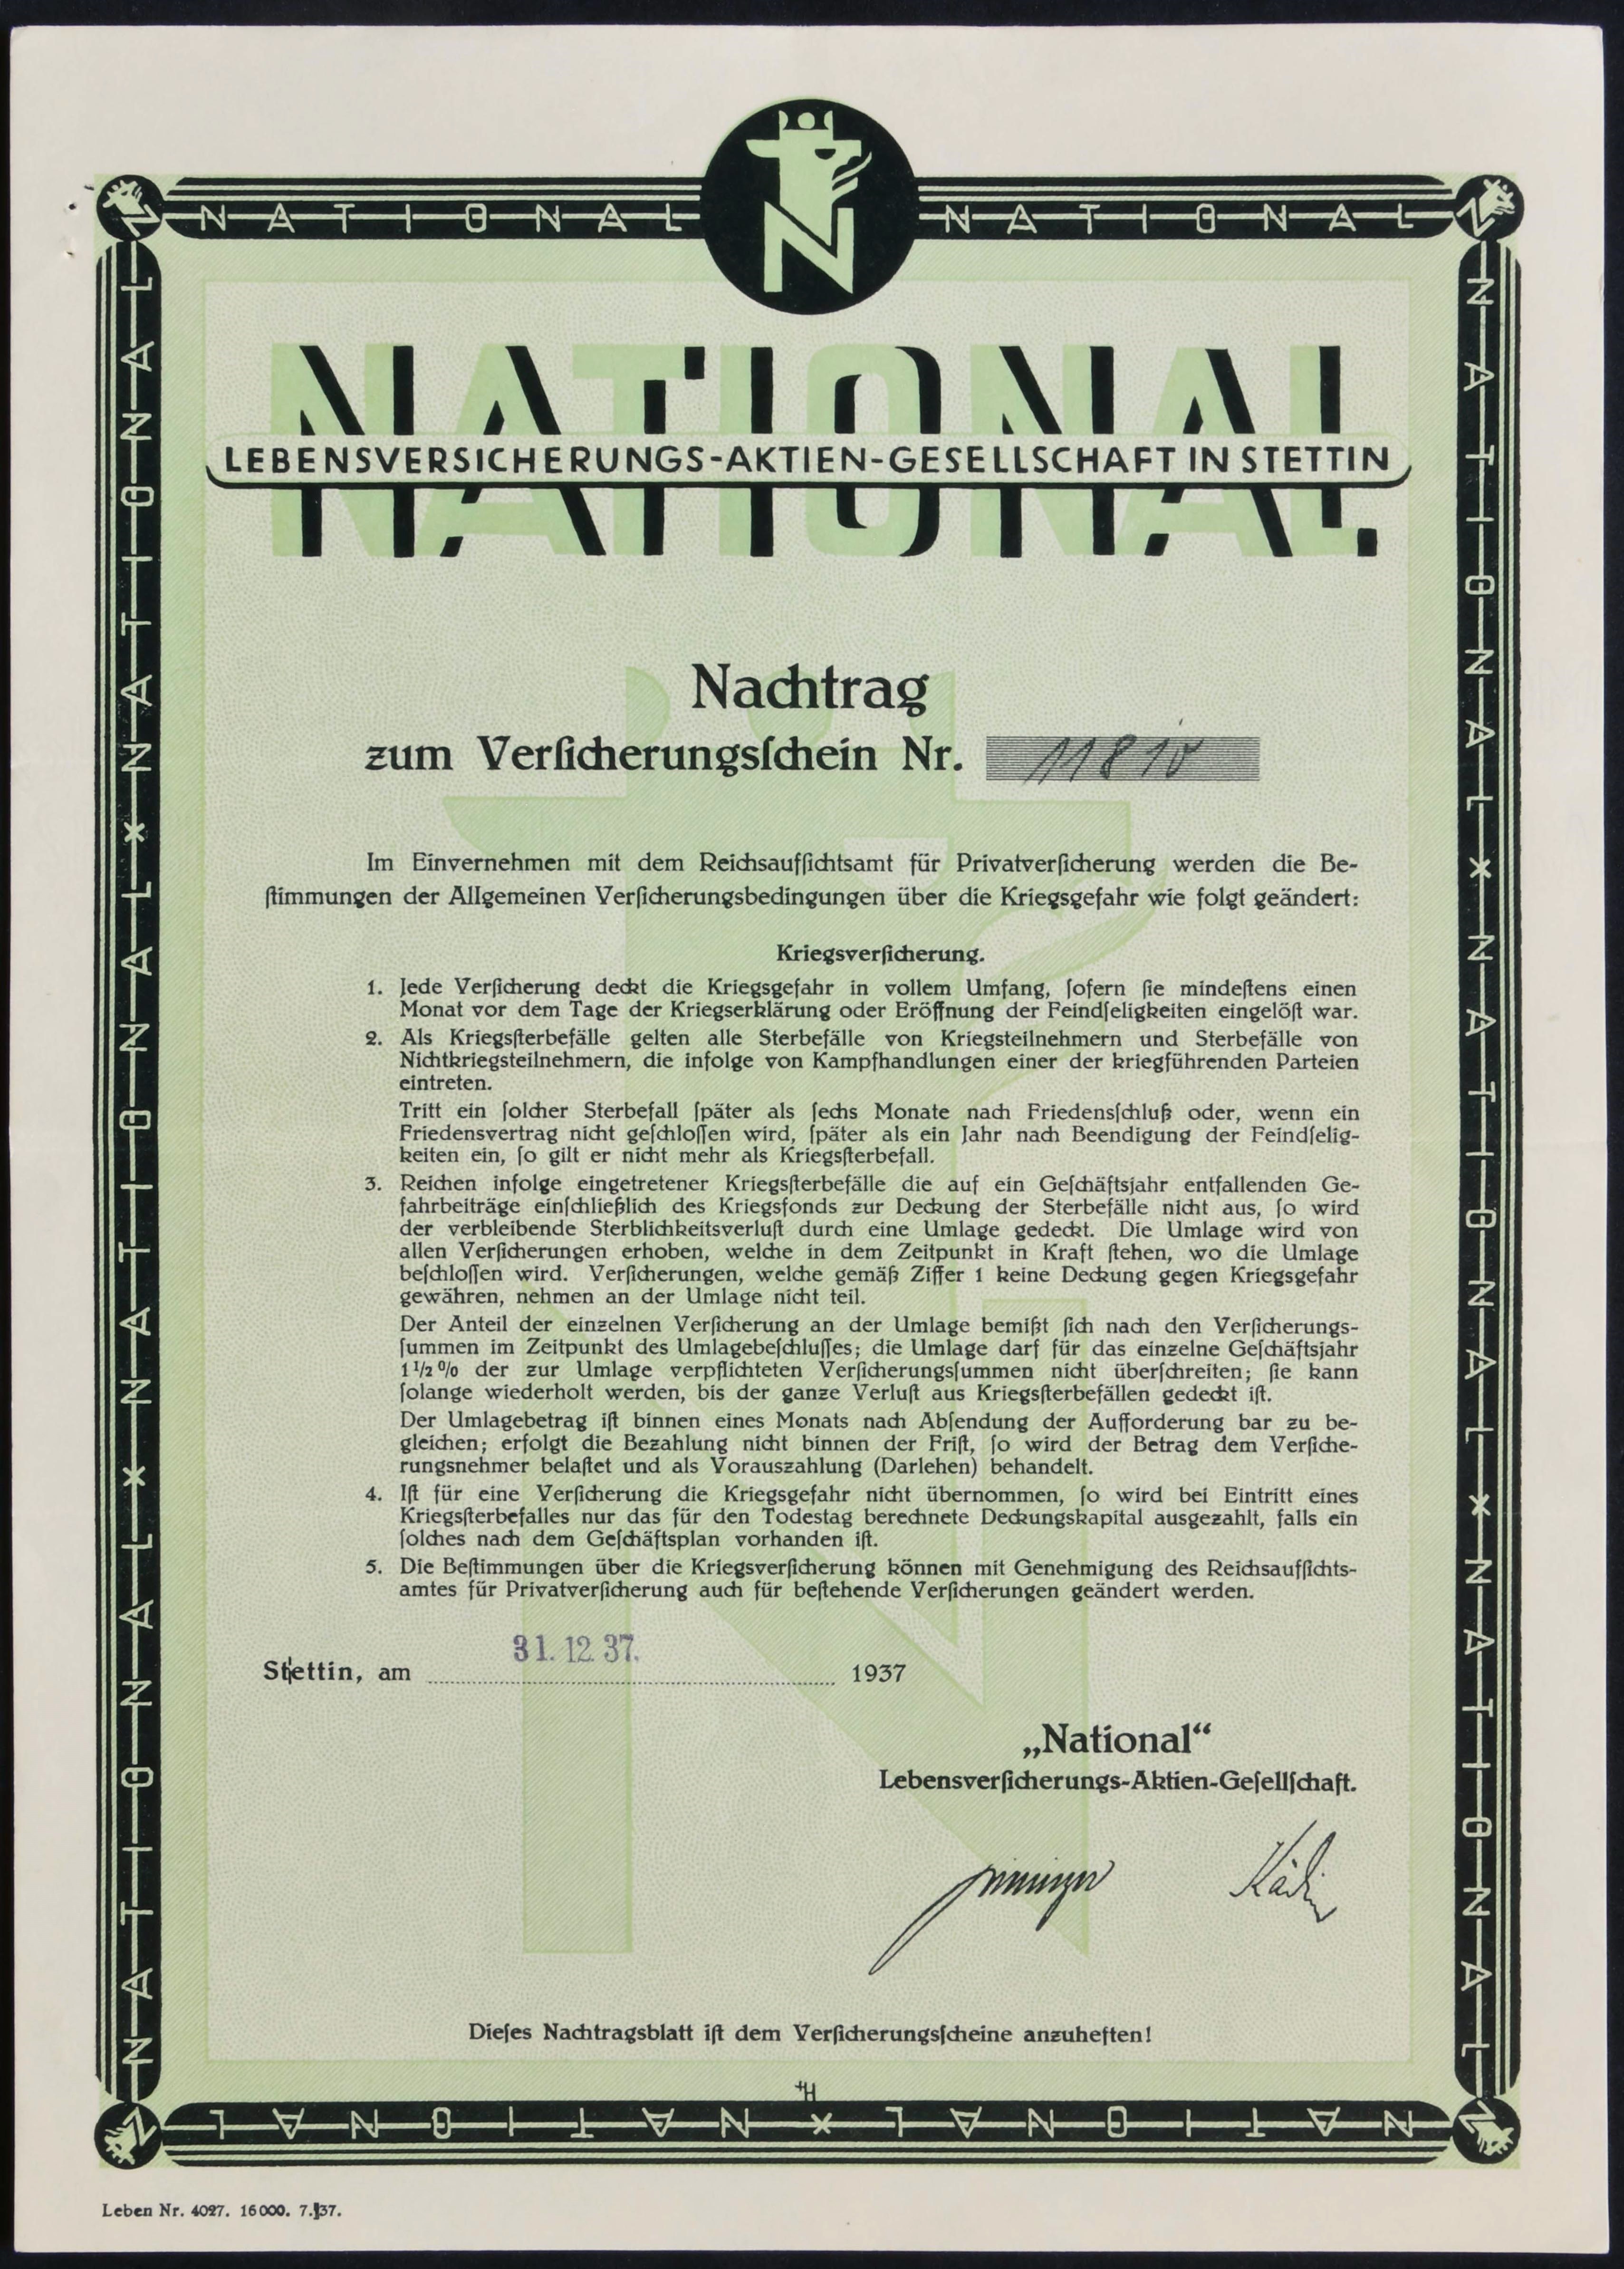 N
NATIONAL NATIONAL
NATIONAL
LEBENSVERSICHERUNGS-AKTIEN-GESELLSCHAFT IN STETTIN
Nachtrag
zum Verſicherungsſchein Nr. 11810
Im Einvernehmen mit dem Reichsaufſichtsamt für Privatverſicherung werden die Be-
ſtimmungen der Allgemeinen Verſicherungsbedingungen über die Kriegsgefahr wie folgt geändert:
Kriegsverſicherung.
1. Jede Verſicherung deckt die Kriegsgefahr in vollem Umfang, ſofern ſie mindeſtens einen
Monat vor dem Tage der Kriegserklärung oder Eröffnung der Feindſeligkeiten eingelöſt war.
2. Als Kriegsſterbefälle gelten alle Sterbefälle von Kriegsteilnehmern und Sterbefälle von
Nichtkriegsteilnehmern, die infolge von Kampfhandlungen einer der kriegführenden Parteien
eintreten.
Tritt ein ſolcher Sterbefall ſpäter als ſechs Monate nach Friedensſchluß oder, wenn ein
Friedensvertrag nicht geſchloſſen wird, ſpäter als ein Jahr nach Beendigung der Feindſelig-
keiten ein, ſo gilt er nicht mehr als Kriegsſterbefall.
3. Reichen infolge eingetretener Kriegsſterbefälle die auf ein Geſchäftsjahr entfallenden Ge-
fahrbeiträge einſchließlich des Kriegsfonds zur Deckung der Sterbefälle nicht aus, ſo wird
der verbleibende Sterblichkeitsverluſt durch eine Umlage gedeckt. Die Umlage wird von
allen Verſicherungen erhoben, welche in dem Zeitpunkt in Kraft ſtehen, wo die Umlage
beſchloſſen wird. Verſicherungen, welche gemäß Ziffer 1 keine Deckung gegen Kriegsgefahr
gewähren, nehmen an der Umlage nicht teil.
Der Anteil der einzelnen Verſicherung an der Umlage bemißt ſich nach den Verſicherungs-
ſummen im Zeitpunkt des Umlagebeſchluſſes; die Umlage darf für das einzelne Geſchäftsjahr
1 1/2 % der zur Umlage verpflichteten Verſicherungsſummen nicht überſchreiten; ſie kann
ſolange wiederholt werden, bis der ganze Verluſt aus Kriegsſterbefällen gedeckt iſt.
Der Umlagebetrag iſt binnen eines Monats nach Abſendung der Aufforderung bar zu be-
gleichen; erfolgt die Bezahlung nicht binnen der Friſt, ſo wird der Betrag dem Verſiche-
rungsnehmer belaſtet und als Vorauszahlung (Darlehen) behandelt.
4. Iſt für eine Verſicherung die Kriegsgefahr nicht übernommen, ſo wird bei Eintritt eines
Kriegsſterbefalles nur das für den Todestag berechnete Deckungskapital ausgezahlt, falls ein
ſolches nach dem Geſchäftsplan vorhanden iſt.
5. Die Beſtimmungen über die Kriegsverſicherung können mit Genehmigung des Reichsaufſichts-
amtes für Privatverſicherung auch für beſtehende Verſicherungen geändert werden.
Stettin, am 31. 12. 37. 1937
„National“
Lebensverſicherungs-Aktien-Geſellſchaft.
Dieſes Nachtragsblatt iſt dem Verſicherungsſcheine anzuheften!
NATIONAL × NATIONAL × NATIONAL
NATIONAL × NATIONAL × NATIONAL
NATIONAL × NATIONAL
Leben Nr. 4027. 16000. 7. 37.